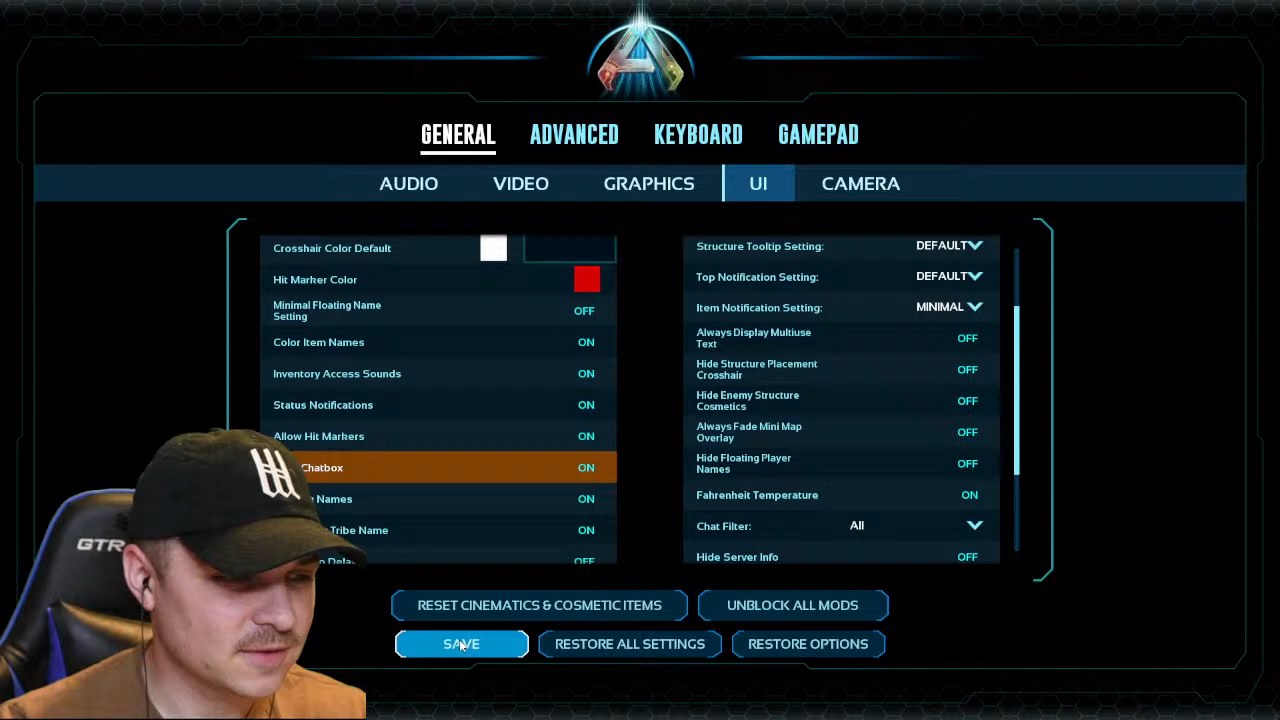 GENERAL ADVANCED KEYBOARD GAMEPAD
AUDIO VIDEO GRAPHICS UI CAMERA
Crosshair Color Default
Hit Marker Color
Minimal Floating Name
Setting OFF
Color Item Names ON
Inventory Access Sounds ON
Status Notifications ON
Allow Hit Markers ON
Chatbox ON
Names ON
Tribe Name ON
OFF
Structure Tooltip Setting: DEFAULT
Top Notification Setting: DEFAULT
Item Notification Setting: MINIMAL
Always Display Multiuse
Text OFF
Hide Structure Placement
Crosshair OFF
Hide Enemy Structure
Cosmetics OFF
Always Fade Mini Map
Overlay OFF
Hide Floating Player
Names OFF
Fahrenheit Temperature ON
Chat Filter: All
Hide Server Info OFF
RESET CINEMATICS & COSMETIC ITEMS UNBLOCK ALL MODS
SAVE RESTORE ALL SETTINGS RESTORE OPTIONS
GTR